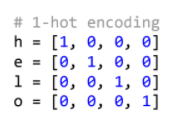 # 1-hot encoding
h = [1, 0, 0, 0]
e = [0, 1, 0, 0]
l = [0, 0, 1, 0]
o = [0, 0, 0, 1]